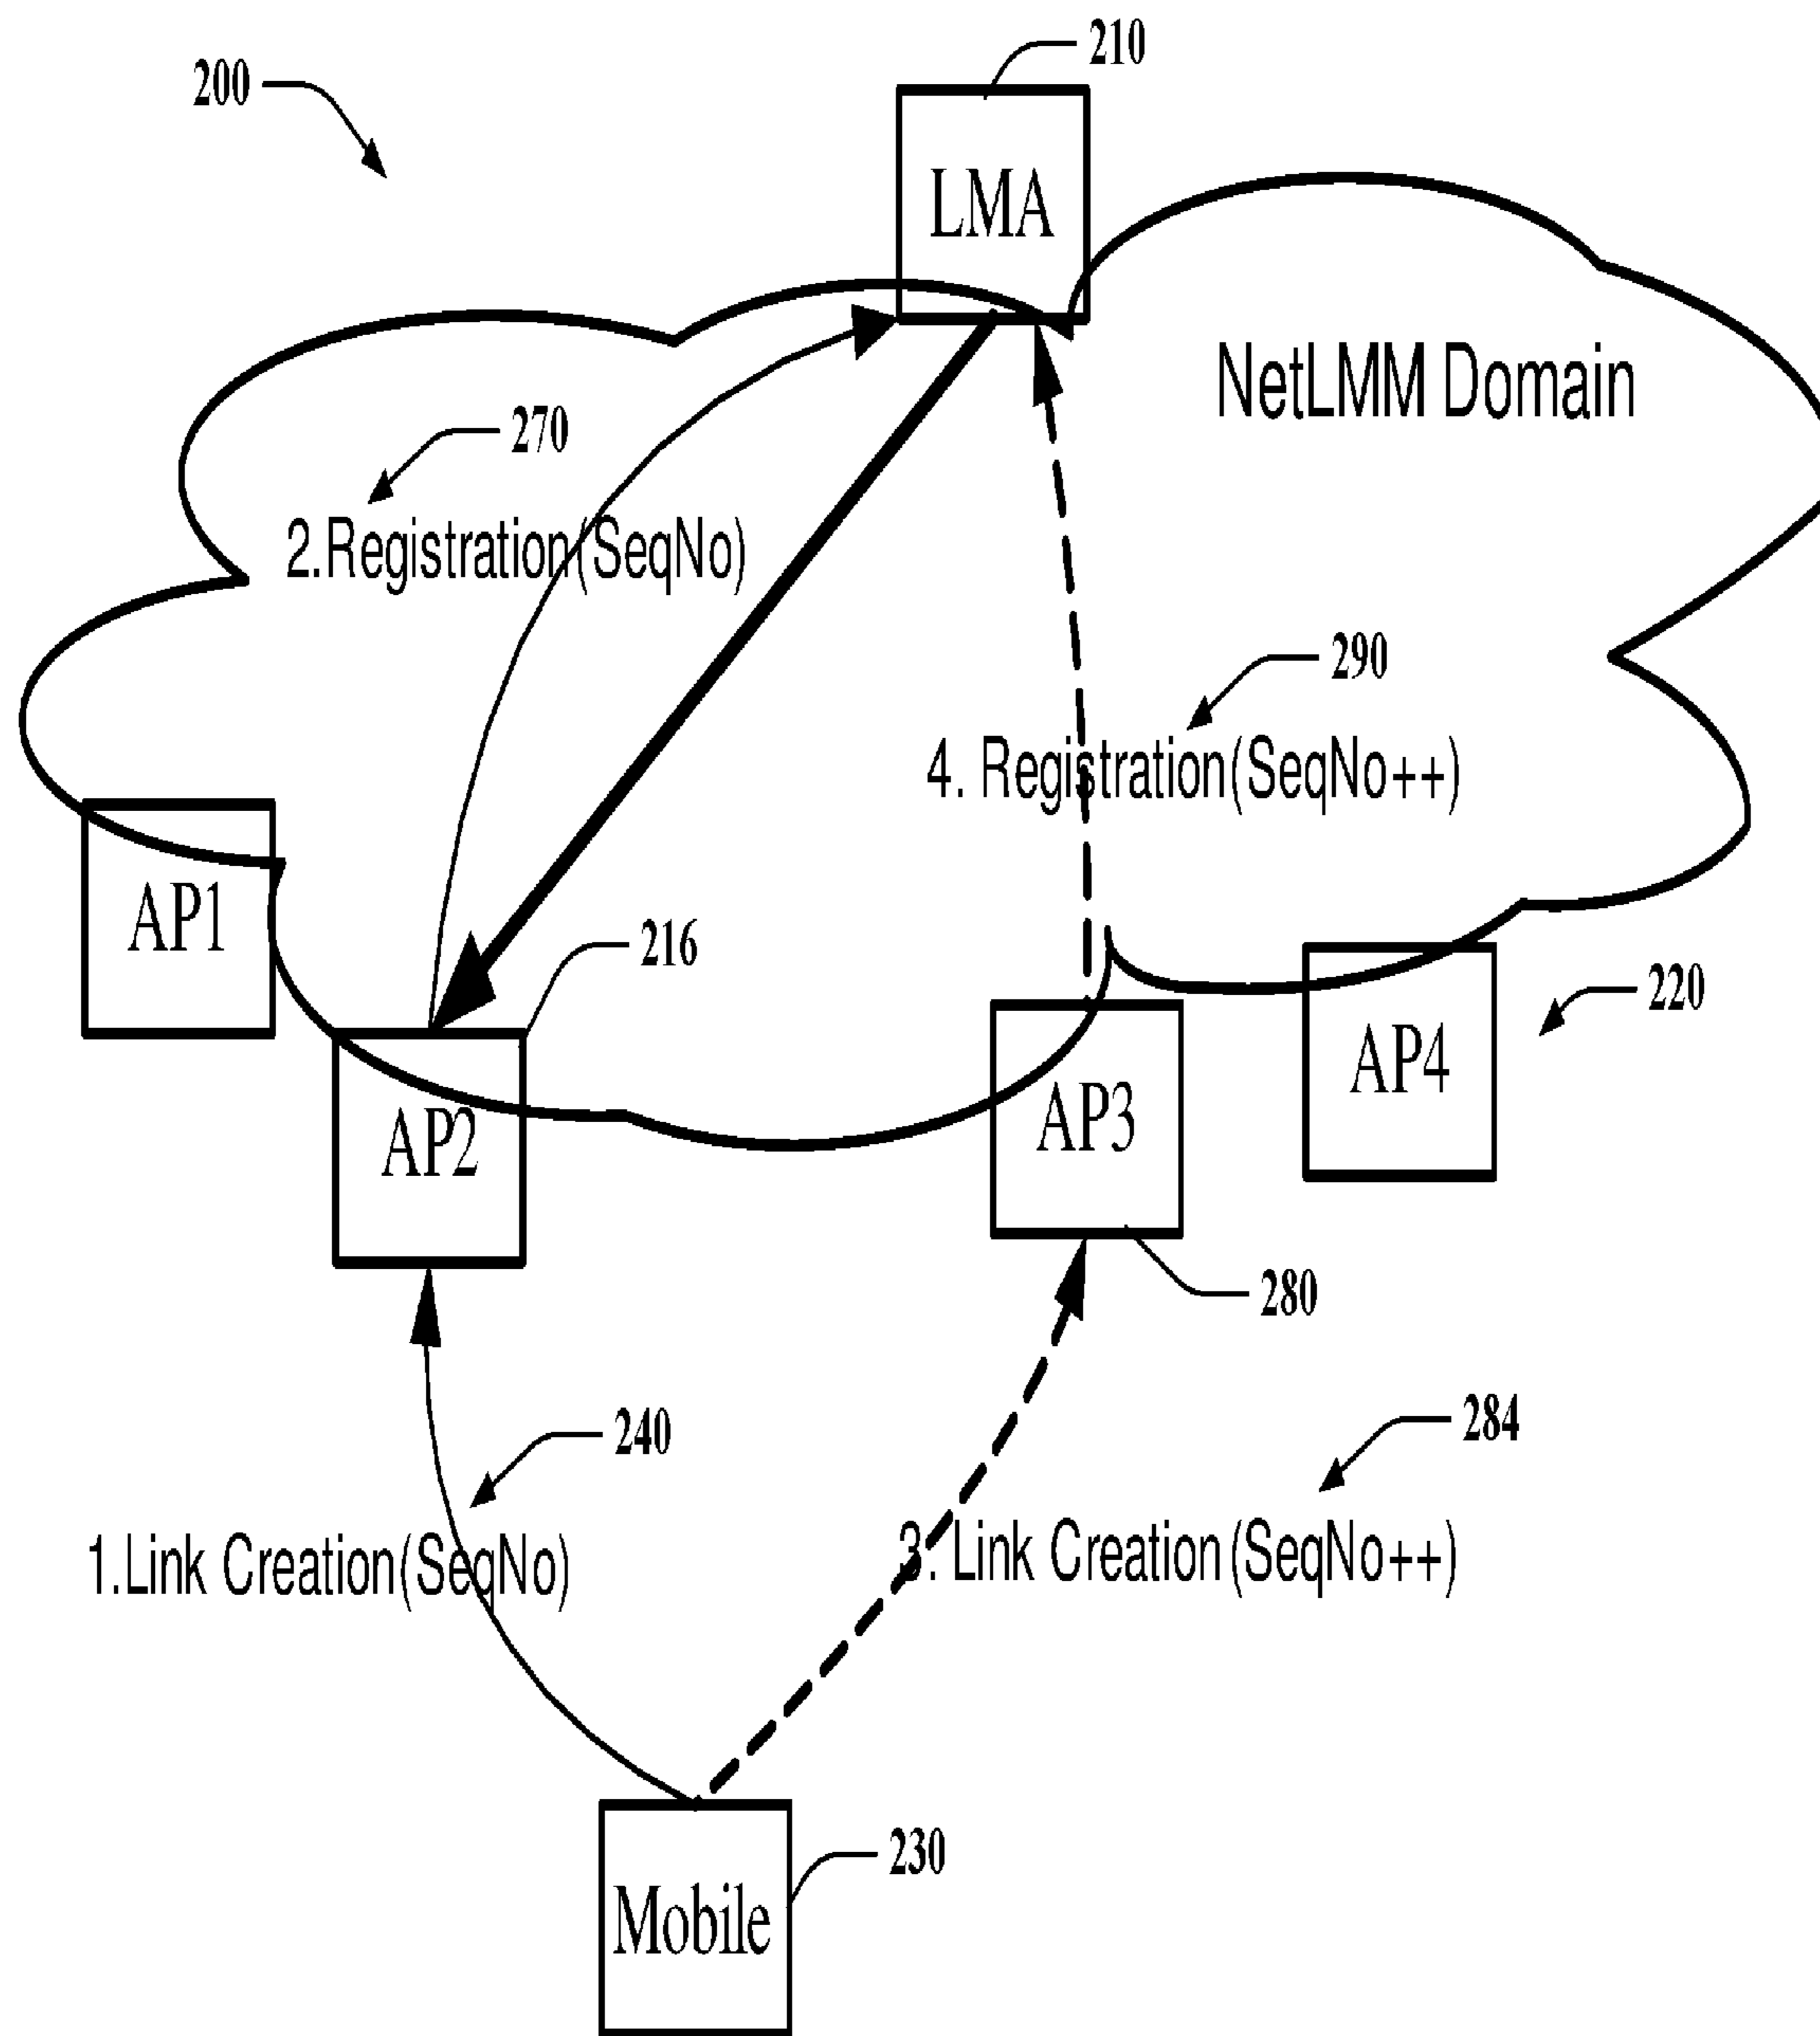 210
200
LMA
NetLMM Domain
270
2.Registration(SeqNo)
290
4. Registration(SeqNo++)
AP1
216
220
AP2
AP3
AP4
280
240
284
1.Link Creation(SeqNo)
3. Link Creation(SeqNo++)
230
Mobile